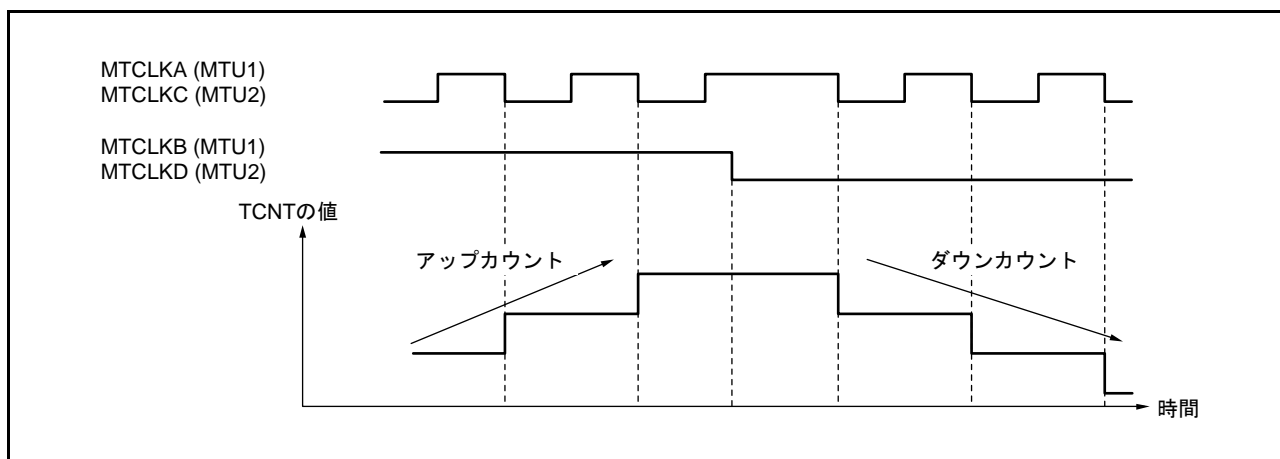 MTCLKA (MTU1)
MTCLKC (MTU2)
MTCLKB (MTU1)
MTCLKD (MTU2)
TCNTの値
アップカウント
ダウンカウント
時間